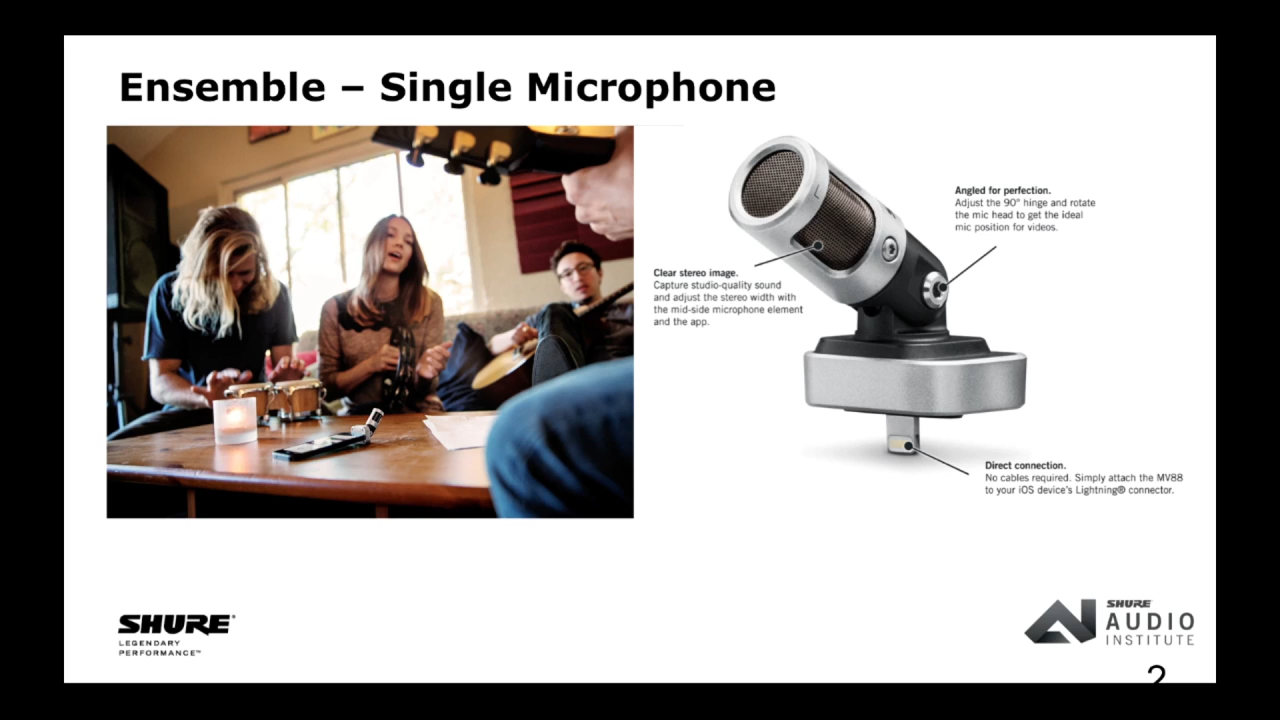 Ensemble – Single Microphone
Angled for perfection.
Adjust the 90° hinge and rotate
the mic head to get the ideal
mic position for videos.
Clear stereo image.
Capture studio-quality sound
and adjust the stereo width with
the mid-side microphone element
and the app.
Direct connection.
No cables required. Simply attach the MV88
to your iOS device's Lightning® connector.
SHURE®
LEGENDARY
PERFORMANCE™
SHURE
AUDIO
INSTITUTE
2